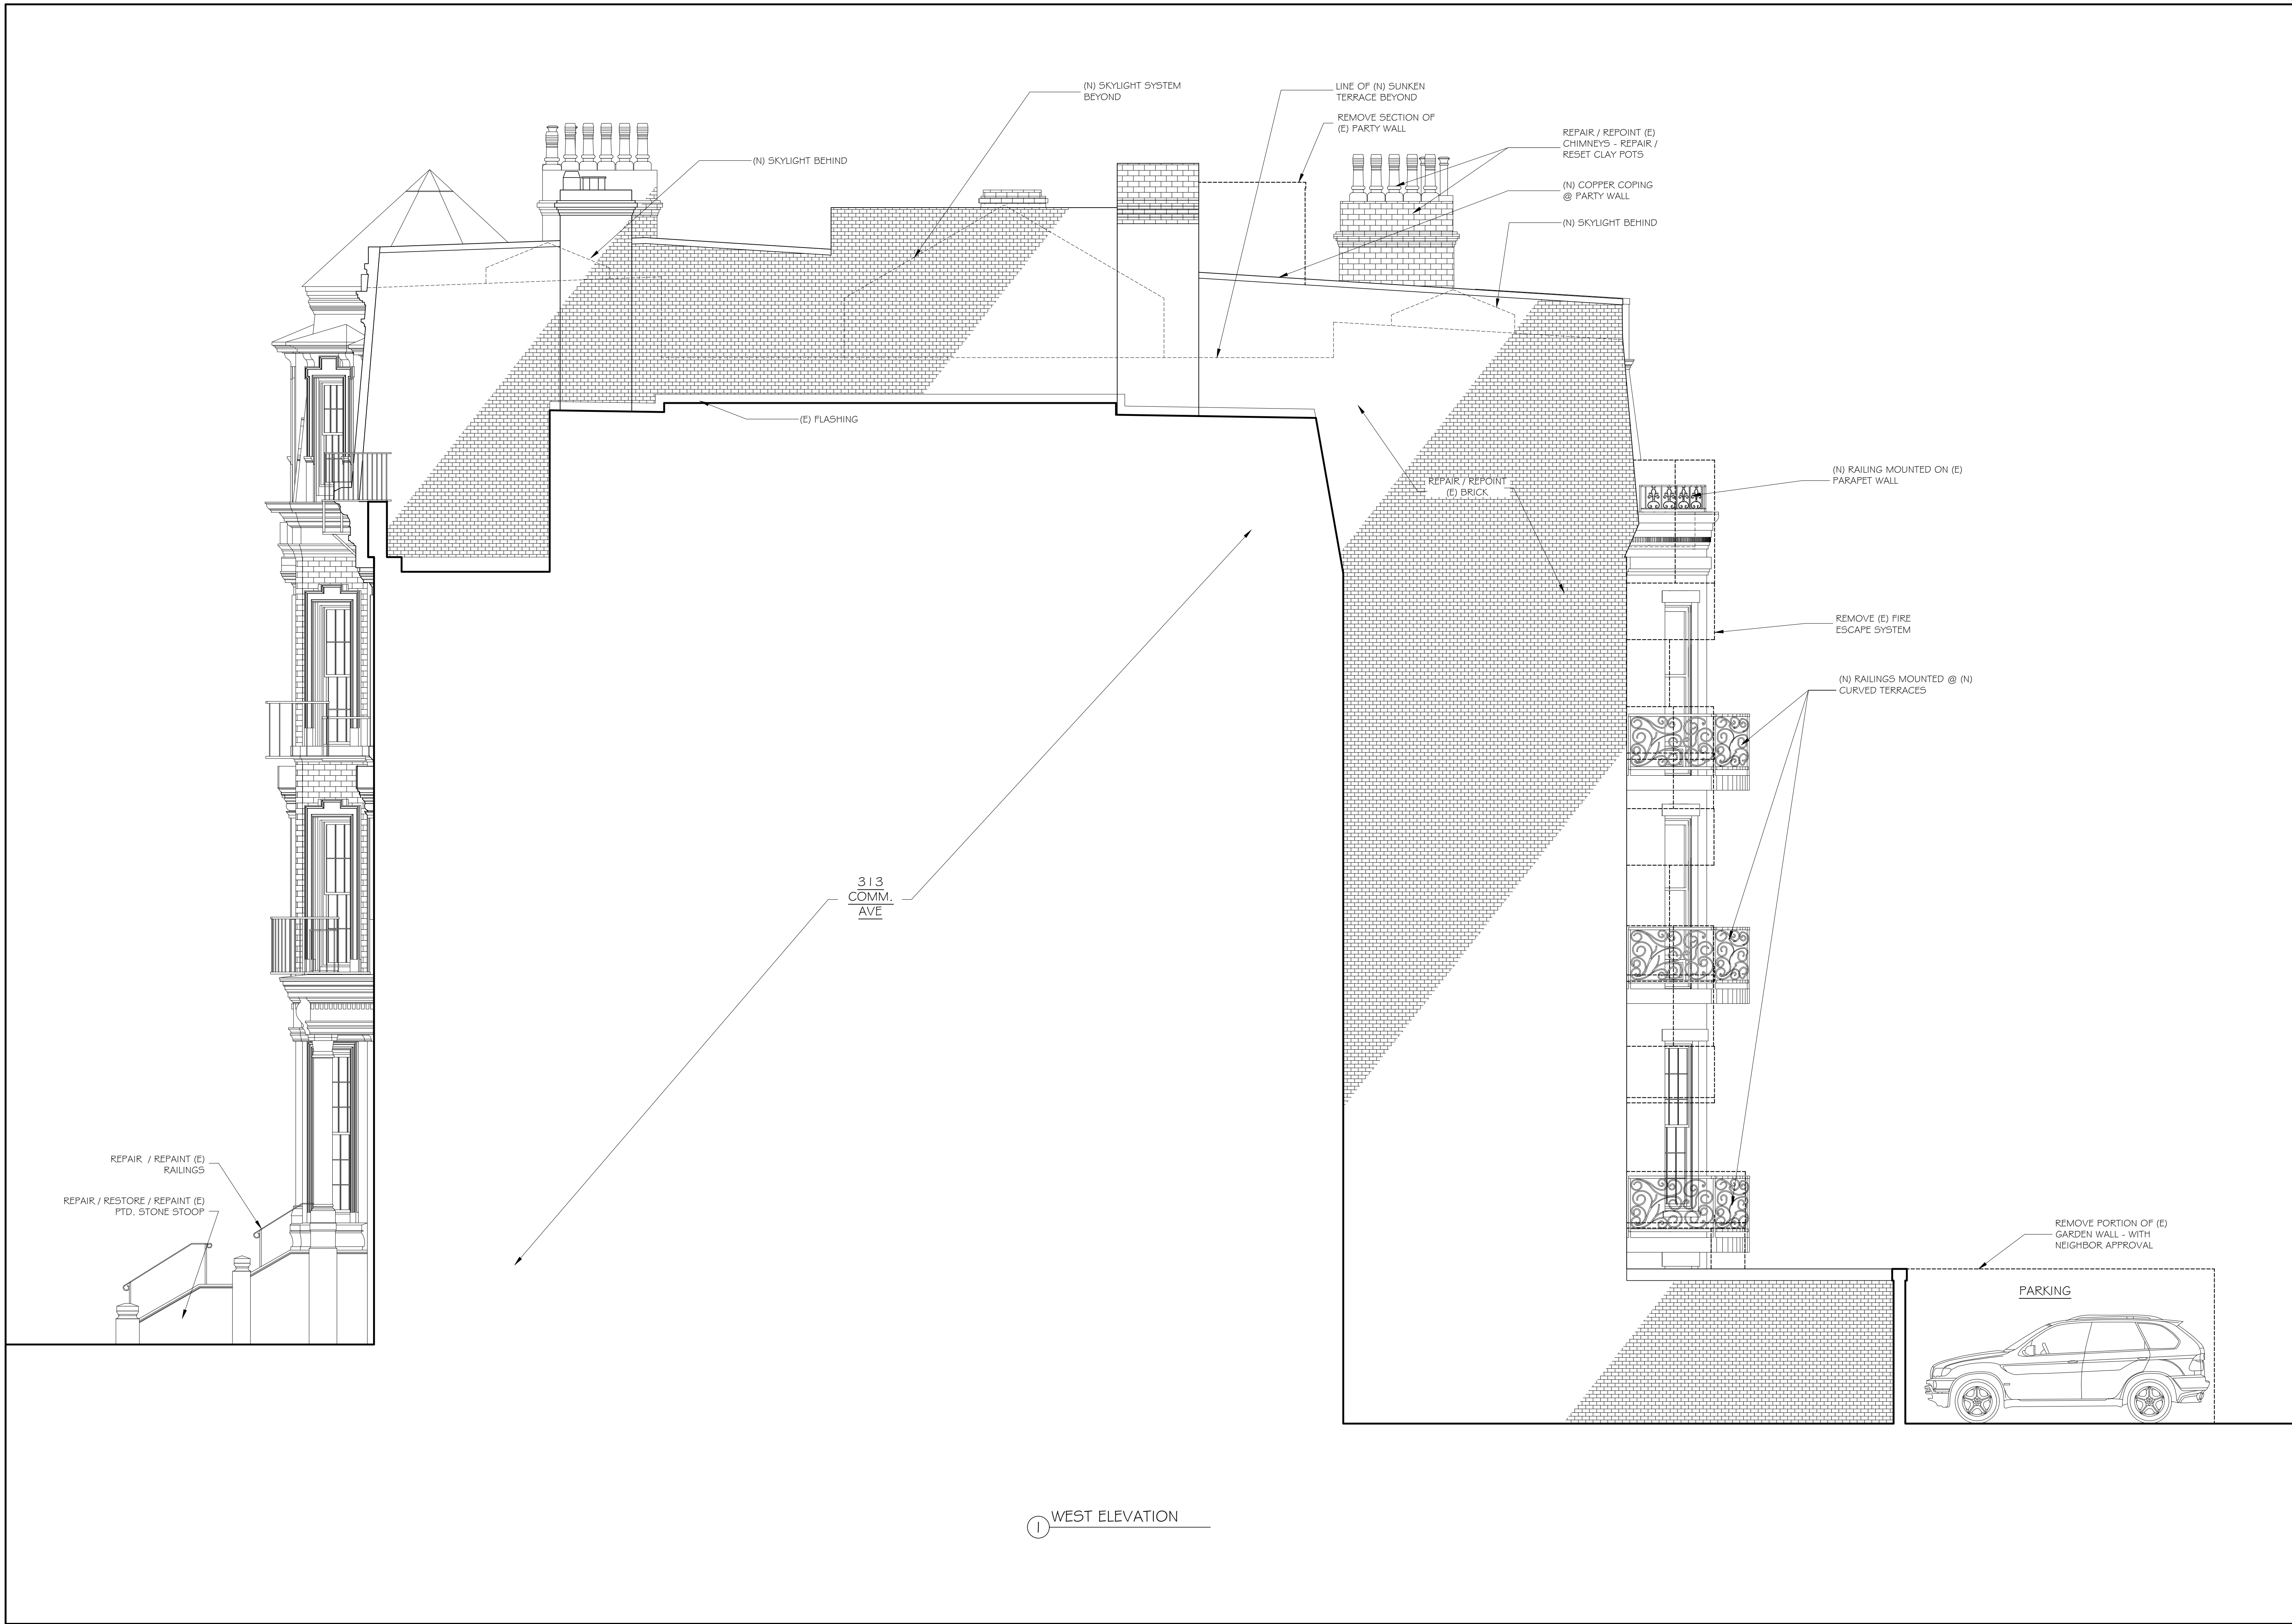 (N) SKYLIGHT SYSTEM
BEYOND
LINE OF (N) SUNKEN
TERRACE BEYOND
REMOVE SECTION OF
(E) PARTY WALL
REPAIR / REPOINT (E)
CHIMNEYS - REPAIR /
RESET CLAY POTS
(N) SKYLIGHT BEHIND
(N) COPPER COPING
@ PARTY WALL
(N) SKYLIGHT BEHIND
(E) FLASHING
(N) RAILING MOUNTED ON (E)
PARAPET WALL
REPAIR / REPOINT
(E) BRICK
REMOVE (E) FIRE
ESCAPE SYSTEM
(N) RAILINGS MOUNTED @ (N)
CURVED TERRACES
313
COMM.
AVE
REPAIR / REPAINT (E)
RAILINGS
REPAIR / RESTORE / REPAINT (E)
PTD. STONE STOOP
REMOVE PORTION OF (E)
GARDEN WALL - WITH
NEIGHBOR APPROVAL
PARKING
1 WEST ELEVATION